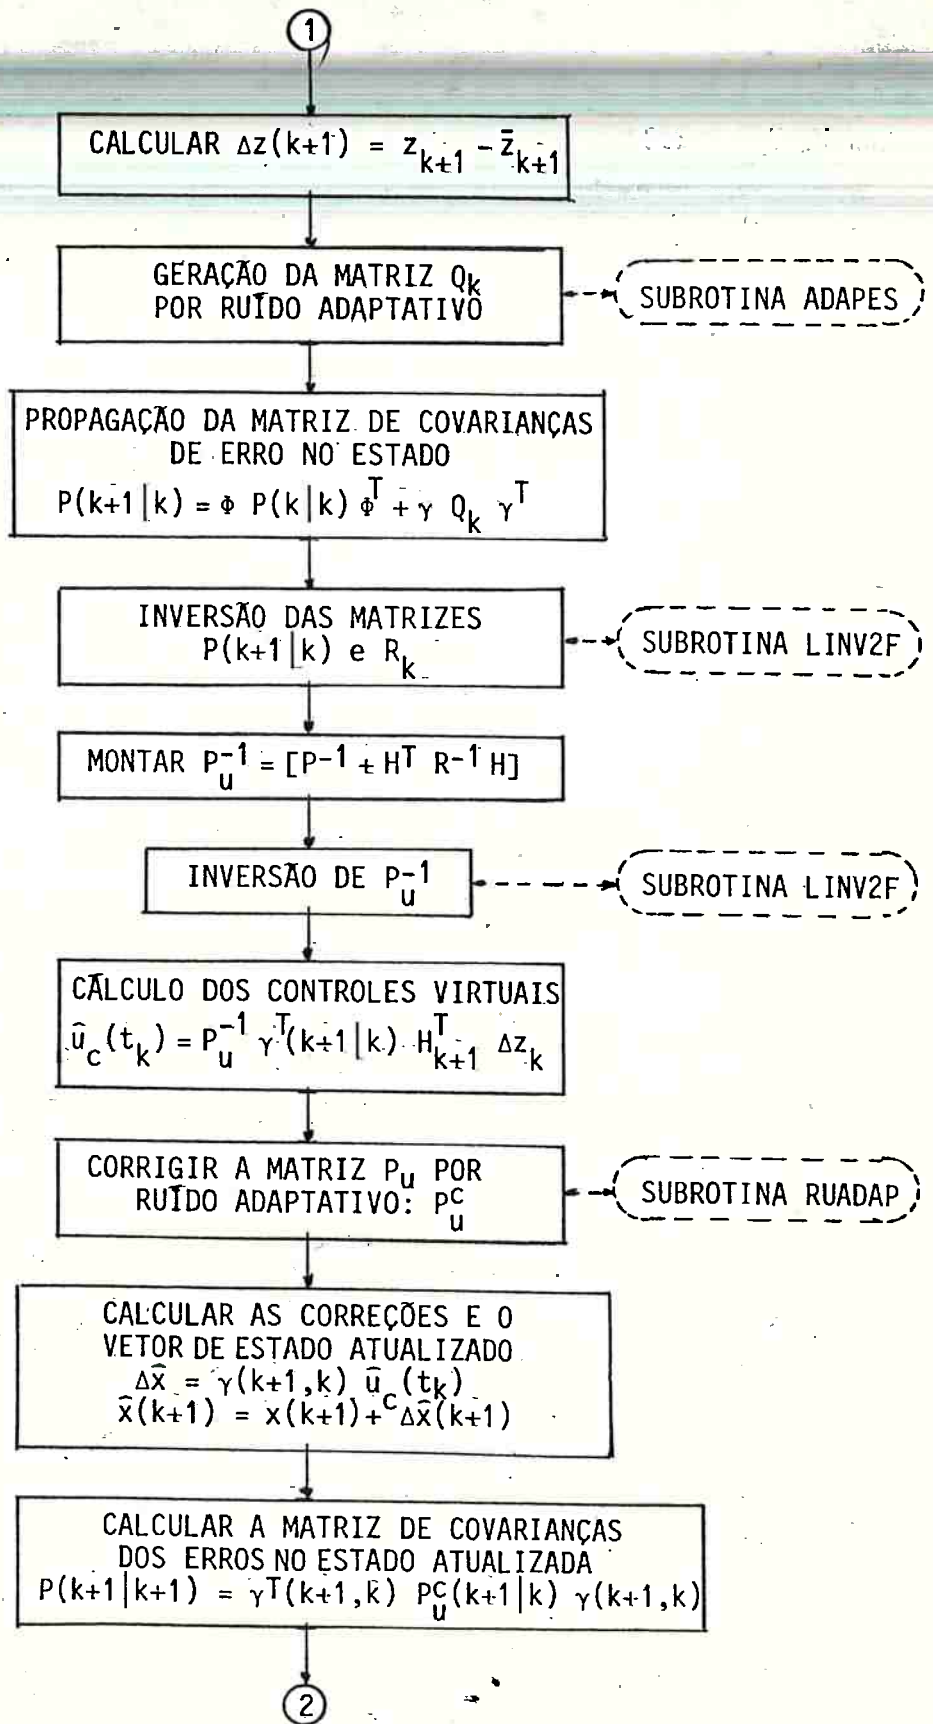 1
CALCULAR Δz(k+1) = z_{k+1} - z̄_{k+1}
GERAÇÃO DA MATRIZ Q_k
POR RUÍDO ADAPTATIVO
SUBROTINA ADAPES
PROPAGAÇÃO DA MATRIZ DE COVARIANÇAS
DE ERRO NO ESTADO
P(k+1|k) = Φ P(k|k) Φ^T + γ Q_k γ^T
INVERSÃO DAS MATRIZES
P(k+1|k) e R_k
SUBROTINA LINV2F
MONTAR P_u^{-1} = [P^{-1} + H^T R^{-1} H]
INVERSÃO DE P_u^{-1}
SUBROTINA LINV2F
CÁLCULO DOS CONTROLES VIRTUAIS
û_c(t_k) = P_u^{-1} γ^T(k+1|k) H_{k+1}^T Δz_k
CORRIGIR A MATRIZ P_u POR
RUÍDO ADAPTATIVO: P_u^c
SUBROTINA RUADAP
CALCULAR AS CORREÇÕES E O
VETOR DE ESTADO ATUALIZADO
Δx̂ = γ(k+1,k) û_c(t_k)
x̂(k+1) = x(k+1) + Δx̂(k+1)
CALCULAR A MATRIZ DE COVARIANÇAS
DOS ERROS NO ESTADO ATUALIZADA
P(k+1|k+1) = γ^T(k+1,k) P_u^c(k+1|k) γ(k+1,k)
2